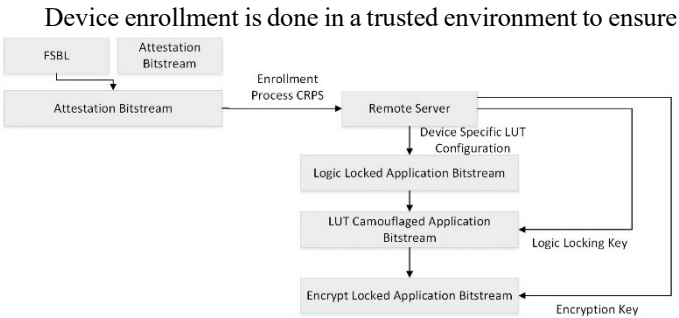 Device enrollment is done in a trusted environment to ensure
FSBL
Attestation
Bitstream
Enrollment
Process CRPS
Attestation Bitstream
Remote Server
Device Specific LUT
Configuration
Logic Locked Application Bitstream
LUT Camouflaged Application
Bitstream
Logic Locking Key
Encrypt Locked Application Bitstream
Encryption Key